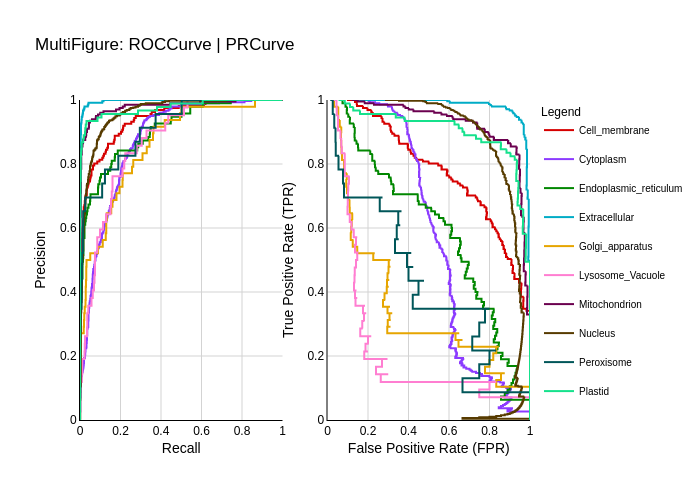 MultiFigure: ROCCurve | PRCurve
Precision
1
0.8
0.6
0.4
0.2
0
0
0.2
0.4
0.6
0.8
1
Recall
True Positive Rate (TPR)
1
0.8
0.6
0.4
0.2
0
0
0.2
0.4
0.6
0.8
1
False Positive Rate (FPR)
Legend
Cell_membrane
Cytoplasm
Endoplasmic_reticulum
Extracellular
Golgi_apparatus
Lysosome_Vacuole
Mitochondrion
Nucleus
Peroxisome
Plastid